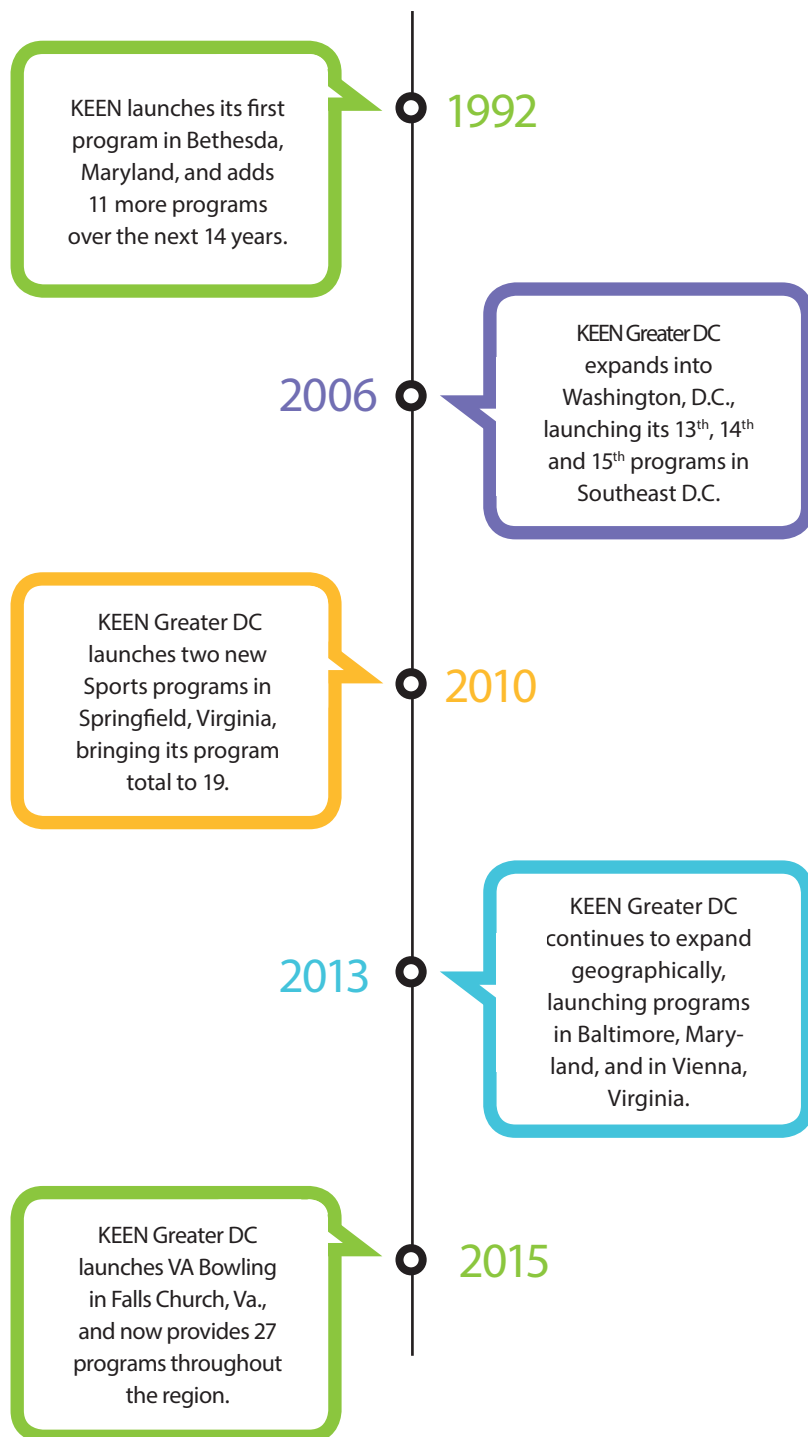 1992
KEEN launches its first
program in Bethesda,
Maryland, and adds
11 more programs
over the next 14 years.
2006
KEEN Greater DC
expands into
Washington, D.C.,
launching its 13th, 14th
and 15th programs in
Southeast D.C.
2010
KEEN Greater DC
launches two new
Sports programs in
Springfield, Virginia,
bringing its program
total to 19.
2013
KEEN Greater DC
continues to expand
geographically,
launching programs
in Baltimore, Mary-
land, and in Vienna,
Virginia.
2015
KEEN Greater DC
launches VA Bowling
in Falls Church, Va.,
and now provides 27
programs throughout
the region.